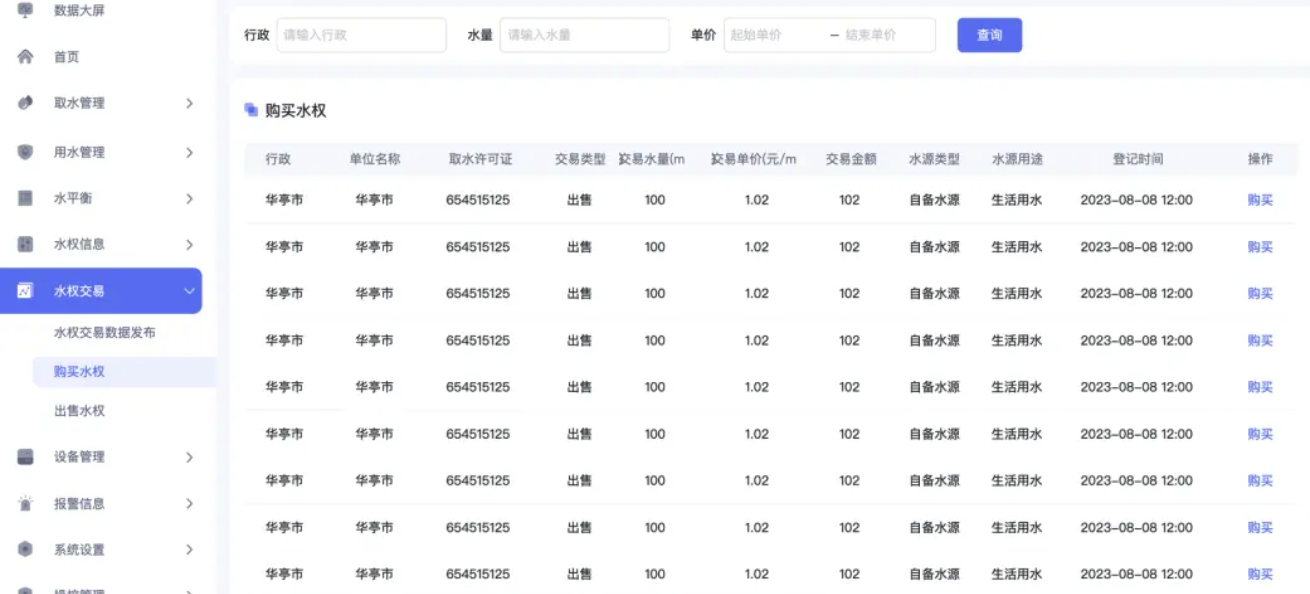 数据大屏
首页
取水管理
用水管理
水平衡
水权信息
水权交易
水权交易数据发布
购买水权
出售水权
设备管理
报警信息
系统设置
行政 请输入行政 水量 请输入水量 单价 起始单价 – 结束单价 查询
购买水权
行政 单位名称 取水许可证 交易类型 交易水量(m 交易单价(元/m 交易金额 水源类型 水源用途 登记时间 操作
华亭市 华亭市 654515125 出售 100 1.02 102 自备水源 生活用水 2023-08-08 12:00 购买
华亭市 华亭市 654515125 出售 100 1.02 102 自备水源 生活用水 2023-08-08 12:00 购买
华亭市 华亭市 654515125 出售 100 1.02 102 自备水源 生活用水 2023-08-08 12:00 购买
华亭市 华亭市 654515125 出售 100 1.02 102 自备水源 生活用水 2023-08-08 12:00 购买
华亭市 华亭市 654515125 出售 100 1.02 102 自备水源 生活用水 2023-08-08 12:00 购买
华亭市 华亭市 654515125 出售 100 1.02 102 自备水源 生活用水 2023-08-08 12:00 购买
华亭市 华亭市 654515125 出售 100 1.02 102 自备水源 生活用水 2023-08-08 12:00 购买
华亭市 华亭市 654515125 出售 100 1.02 102 自备水源 生活用水 2023-08-08 12:00 购买
华亭市 华亭市 654515125 出售 100 1.02 102 自备水源 生活用水 2023-08-08 12:00 购买